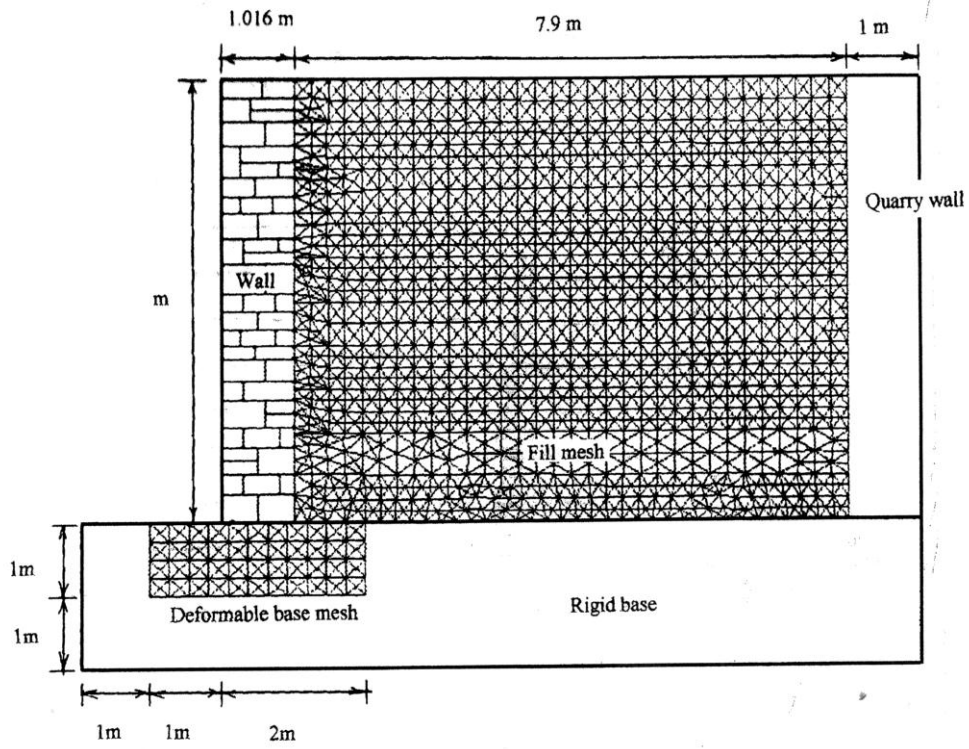 1.016 m
7.9 m
1 m
Quarry wall
Wall
m
Fill mesh
1m
Deformable base mesh
Rigid base
1m
1m
1m
2m